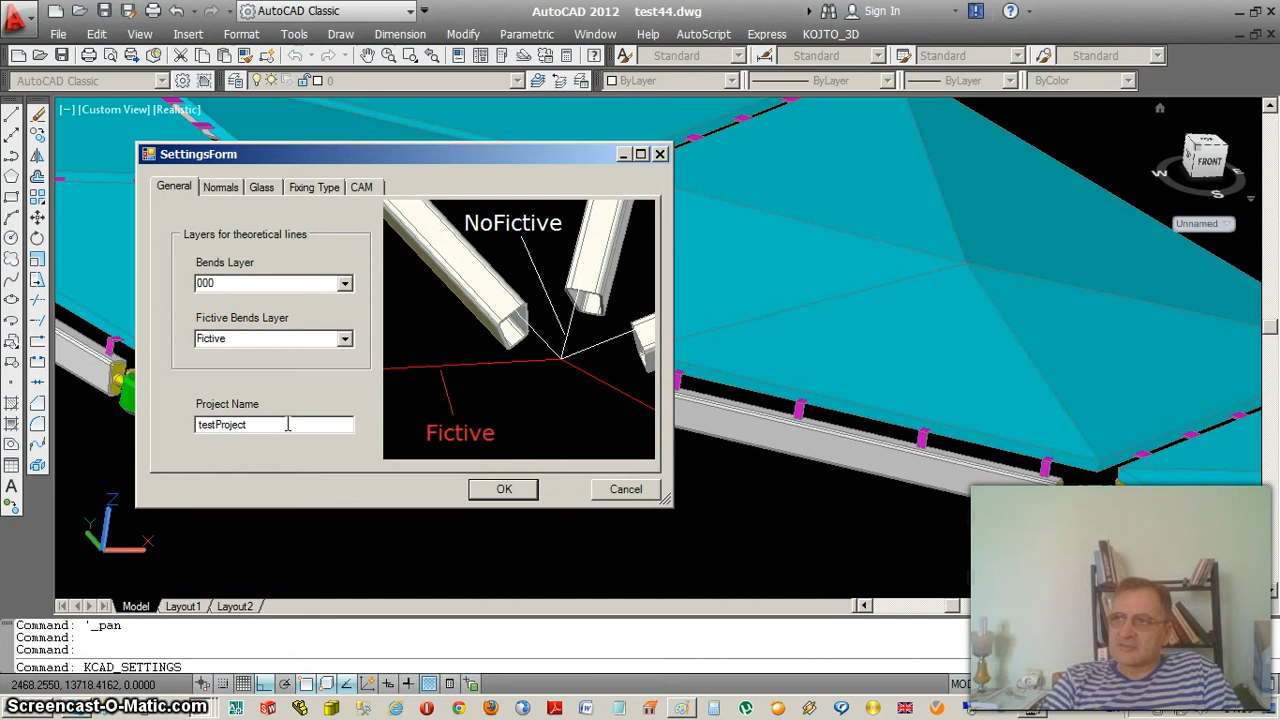 AutoCAD Classic
AutoCAD 2012 test44.dwg
Sign In
File Edit View Insert Format Tools Draw Dimension Modify Parametric Window Help AutoScript Express KOJTO_3D
Standard Standard Standard Standard
AutoCAD Classic 0 ByLayer ByLayer ByLayer ByColor
[−] [Custom View] [Realistic]
SettingsForm
General Normals Glass Fixing Type CAM
Layers for theoretical lines
Bends Layer
000
Fictive Bends Layer
Fictive
Project Name
testProject
NoFictive
Fictive
OK Cancel
FRONT
W
S
Unnamed
Z
Y
X
Model Layout1 Layout2
Command: '_pan
Command:
Command:
Command: KCAD_SETTINGS
2468.2550, 13718.4162, 0.0000
Screencast-O-Matic.com